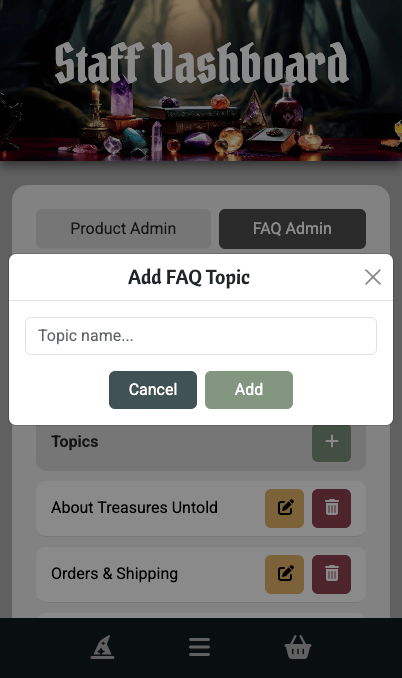 Staff Dashboard
Product Admin
FAQ Admin
Add FAQ Topic
Topic name...
Cancel
Add
Topics
About Treasures Untold
Orders & Shipping